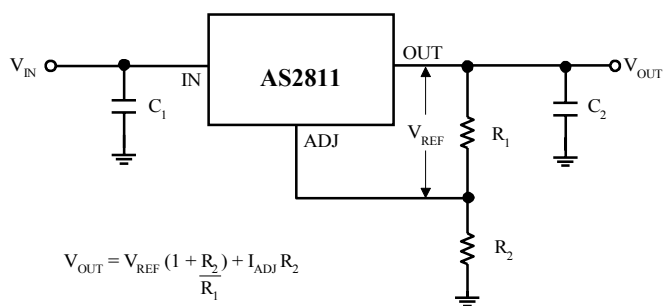 OUT
V_IN
IN
AS2811
V_OUT
C_1
ADJ
V_REF
R_1
C_2
V_OUT = V_REF (1 + R_2) + I_ADJ R_2
R_1
R_2